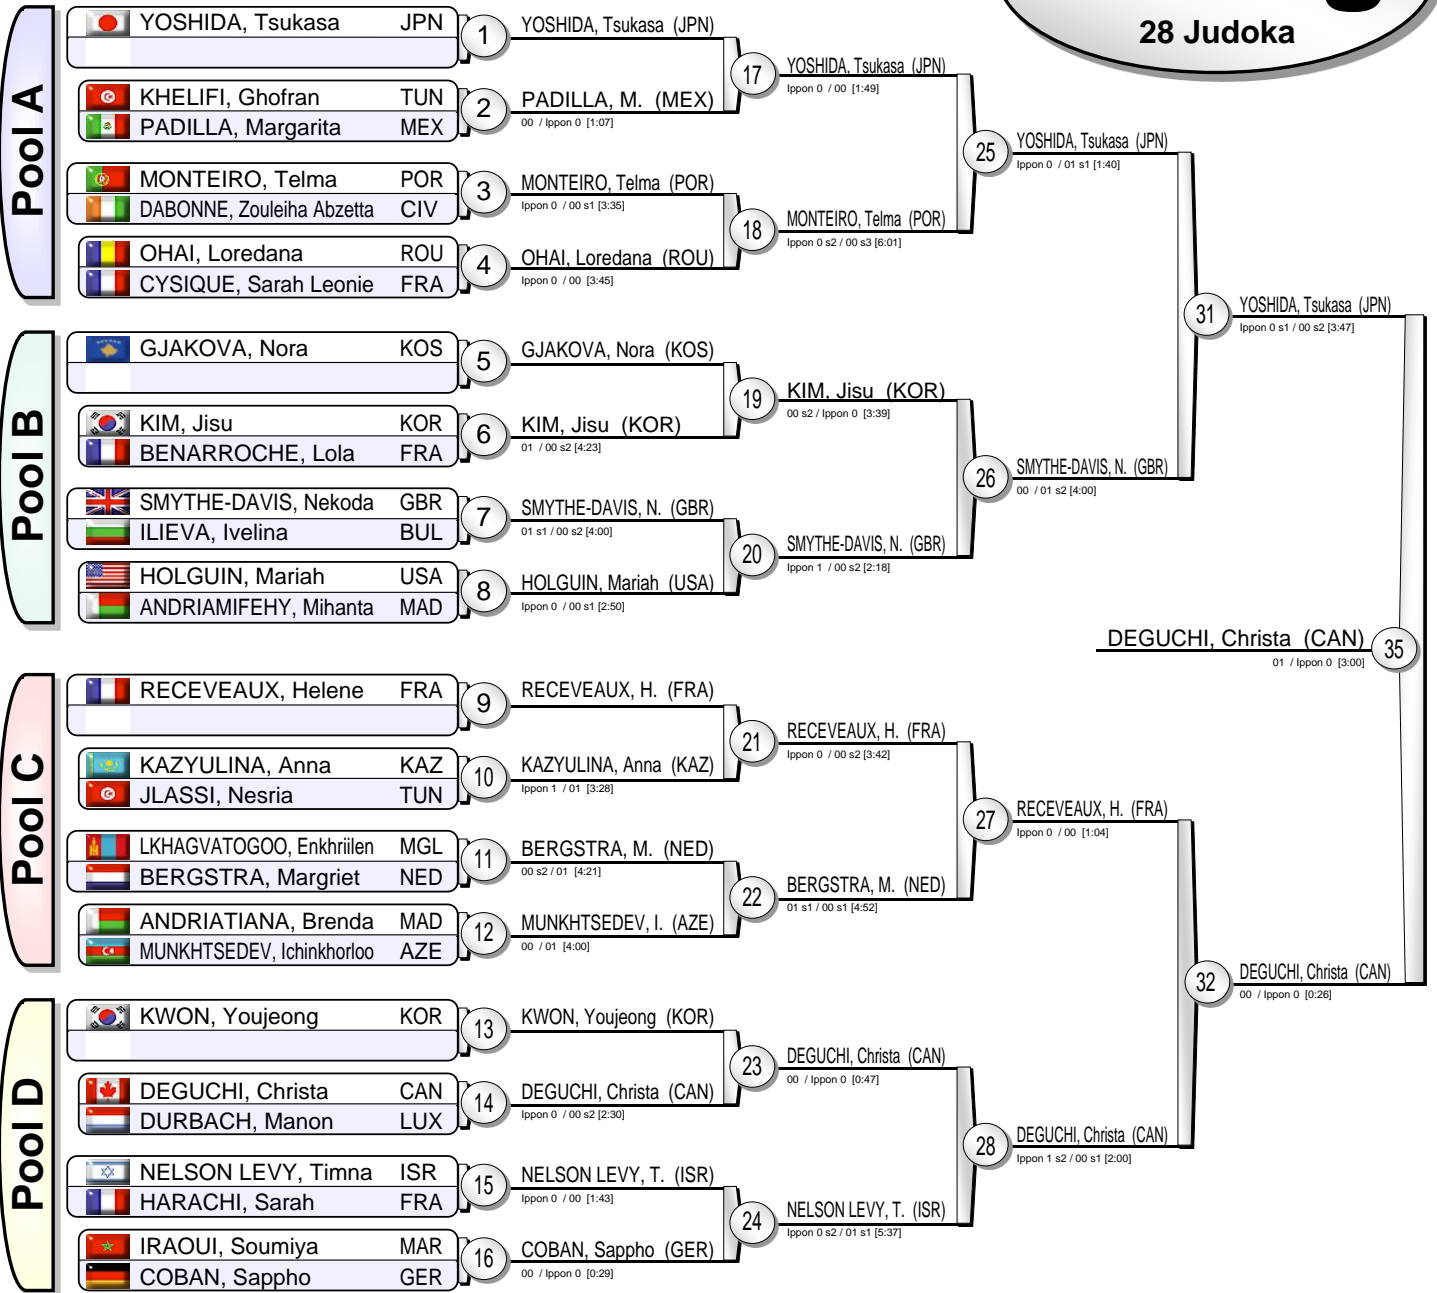 28 Judoka
Pool A
YOSHIDA, Tsukasa JPN
KHELIFI, Ghofran TUN
PADILLA, Margarita MEX
MONTEIRO, Telma POR
DABONNE, Zouleiha Abzetta CIV
OHAI, Loredana ROU
CYSIQUE, Sarah Leonie FRA
Pool B
GJAKOVA, Nora KOS
KIM, Jisu KOR
BENARROCHE, Lola FRA
SMYTHE-DAVIS, Nekoda GBR
ILIEVA, Ivelina BUL
HOLGUIN, Mariah USA
ANDRIAMIFEHY, Mihanta MAD
Pool C
RECEVEAUX, Helene FRA
KAZYULINA, Anna KAZ
JLASSI, Nesria TUN
LKHAGVATOGOO, Enkhriilen MGL
BERGSTRA, Margriet NED
ANDRIATIANA, Brenda MAD
MUNKHTSEDEV, Ichinkhorloo AZE
Pool D
KWON, Youjeong KOR
DEGUCHI, Christa CAN
DURBACH, Manon LUX
NELSON LEVY, Timna ISR
HARACHI, Sarah FRA
IRAOUI, Soumiya MAR
COBAN, Sappho GER
1 YOSHIDA, Tsukasa (JPN)
2 PADILLA, M. (MEX)
00 / Ippon 0 [1:07]
3 MONTEIRO, Telma (POR)
Ippon 0 / 00 s1 [3:35]
4 OHAI, Loredana (ROU)
Ippon 0 / 00 [3:45]
5 GJAKOVA, Nora (KOS)
6 KIM, Jisu (KOR)
01 / 00 s2 [4:23]
7 SMYTHE-DAVIS, N. (GBR)
01 s1 / 00 s2 [4:00]
8 HOLGUIN, Mariah (USA)
Ippon 0 / 00 s1 [2:50]
9 RECEVEAUX, H. (FRA)
10 KAZYULINA, Anna (KAZ)
Ippon 1 / 01 [3:28]
11 BERGSTRA, M. (NED)
00 s2 / 01 [4:21]
12 MUNKHTSEDEV, I. (AZE)
00 / 01 [4:00]
13 KWON, Youjeong (KOR)
14 DEGUCHI, Christa (CAN)
Ippon 0 / 00 s2 [2:30]
15 NELSON LEVY, T. (ISR)
Ippon 0 / 00 [1:43]
16 COBAN, Sappho (GER)
00 / Ippon 0 [0:29]
17 YOSHIDA, Tsukasa (JPN)
Ippon 0 / 00 [1:49]
18 MONTEIRO, Telma (POR)
Ippon 0 s2 / 00 s3 [6:01]
19 KIM, Jisu (KOR)
00 s2 / Ippon 0 [3:39]
20 SMYTHE-DAVIS, N. (GBR)
Ippon 1 / 00 s2 [2:18]
21 RECEVEAUX, H. (FRA)
Ippon 0 / 00 s2 [3:42]
22 BERGSTRA, M. (NED)
01 s1 / 00 s1 [4:52]
23 DEGUCHI, Christa (CAN)
00 / Ippon 0 [0:47]
24 NELSON LEVY, T. (ISR)
Ippon 0 s2 / 01 s1 [5:37]
25 YOSHIDA, Tsukasa (JPN)
Ippon 0 / 01 s1 [1:40]
26 SMYTHE-DAVIS, N. (GBR)
00 / 01 s2 [4:00]
27 RECEVEAUX, H. (FRA)
Ippon 0 / 00 [1:04]
28 DEGUCHI, Christa (CAN)
Ippon 1 s2 / 00 s1 [2:00]
31 YOSHIDA, Tsukasa (JPN)
Ippon 0 s1 / 00 s2 [3:47]
32 DEGUCHI, Christa (CAN)
00 / Ippon 0 [0:26]
DEGUCHI, Christa (CAN) 35
01 / Ippon 0 [3:00]